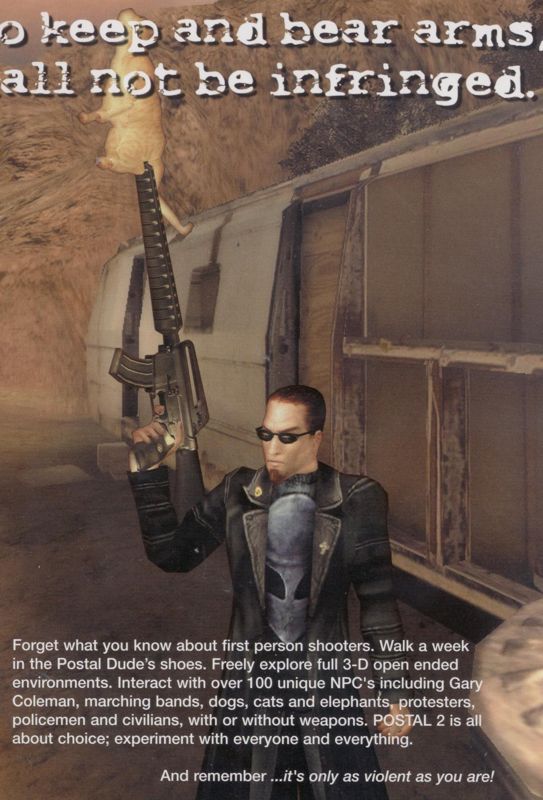 o keep and bear arms,
all not be infringed.
Forget what you know about first person shooters. Walk a week
in the Postal Dude's shoes. Freely explore full 3-D open ended
environments. Interact with over 100 unique NPC's including Gary
Coleman, marching bands, dogs, cats and elephants, protesters,
policemen and civilians, with or without weapons. POSTAL 2 is all
about choice; experiment with everyone and everything.
And remember ...it's only as violent as you are!